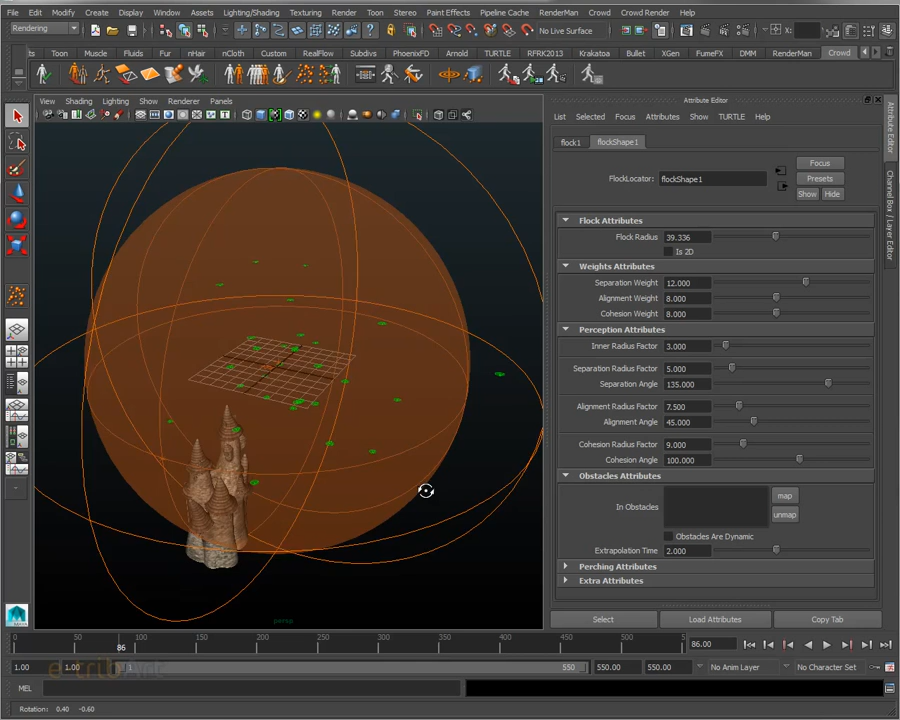 File Edit Modify Create Display Window Assets Lighting/Shading Texturing Render Toon Stereo Paint Effects Pipeline Cache RenderMan Crowd Crowd Render Help
Rendering No Live Surface X:
Toon Muscle Fluids Fur nHair nCloth Custom RealFlow Subdivs PhoenixFD Arnold TURTLE RFRK2013 Krakatoa Bullet XGen FumeFX DMM RenderMan Crowd
View Shading Lighting Show Renderer Panels
Attribute Editor
List Selected Focus Attributes Show TURTLE Help
flock1 flockShape1
Focus
FlockLocator: flockShape1 Presets
Show Hide
Flock Attributes
Flock Radius 39.336
Is 2D
Weights Attributes
Separation Weight 12.000
Alignment Weight 8.000
Cohesion Weight 8.000
Perception Attributes
Inner Radius Factor 3.000
Separation Radius Factor 5.000
Separation Angle 135.000
Alignment Radius Factor 7.500
Alignment Angle 45.000
Cohesion Radius Factor 9.000
Cohesion Angle 100.000
Obstacles Attributes
In Obstacles map
unmap
Obstacles Are Dynamic
Extrapolation Time 2.000
Perching Attributes
Extra Attributes
Select Load Attributes Copy Tab
Attribute Editor
Channel Box / Layer Editor
persp
0 50 86 100 150 200 250 300 350 400 450 500 86.00
1.00 1.00 1 550 550.00 550.00 No Anim Layer No Character Set
MEL
Rotation: 0.40 -0.60